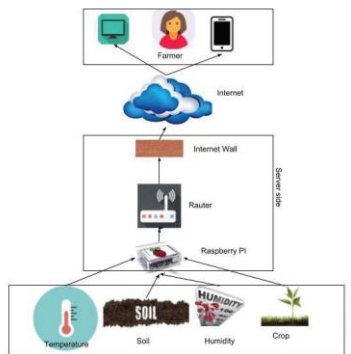 Farmer
Internet
Internet Wall
Server side
Rauter
Raspberry PI
SOIL
HUMIDITY
Temperature
Soil
Humidity
Crop